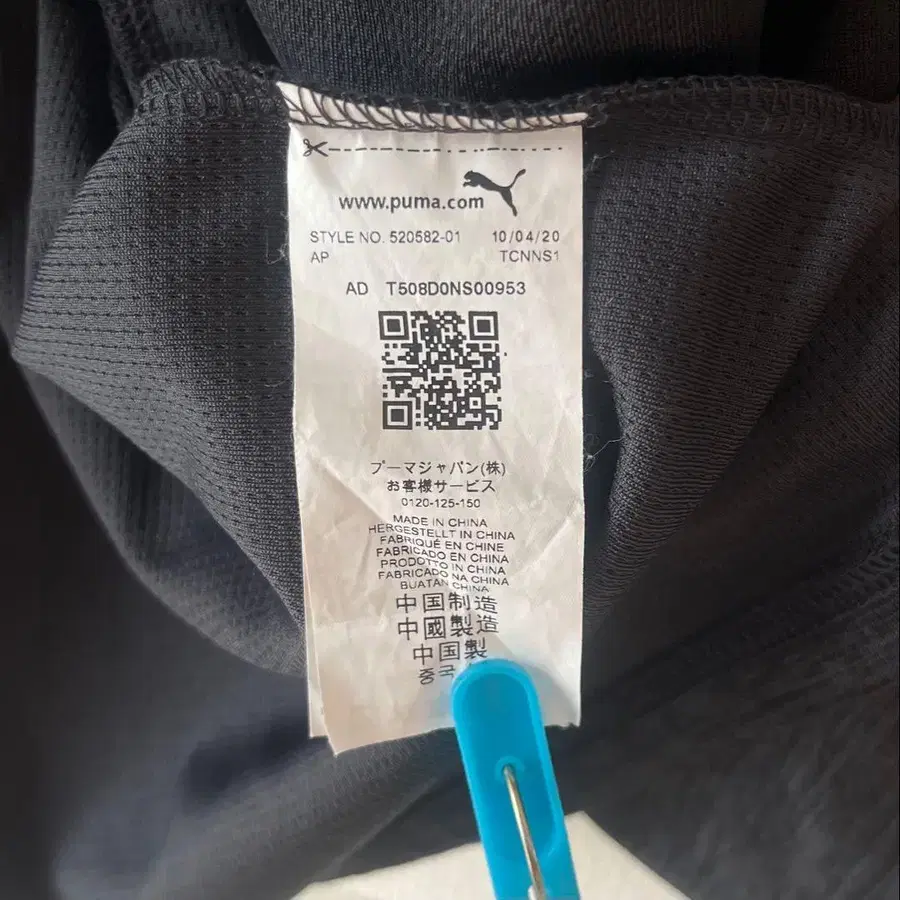 www.puma.com
STYLE NO. 520582-01 10/04/20
AP TCNNS1
AD T508D0NS00953
プーマジャパン(株)
お客様サービス
0120-125-150
MADE IN CHINA
HERGESTELLT IN CHINA
FABRIQUÉ EN CHINE
FABRICADO EN CHINA
PRODOTTO IN CHINA
FABRICADO NA CHINA
BUATAN CHINA
中国制造
中國製造
中国製
중국